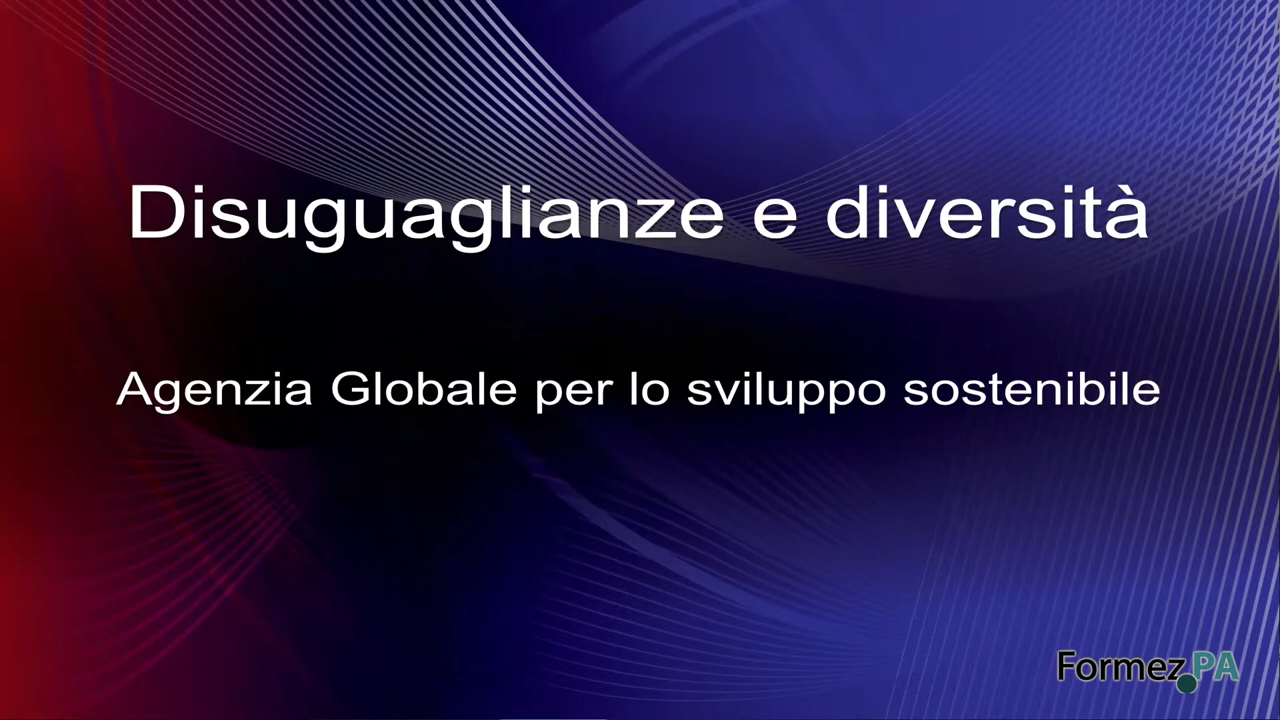 Disuguaglianze e diversità
Agenzia Globale per lo sviluppo sostenibile
Formez.PA